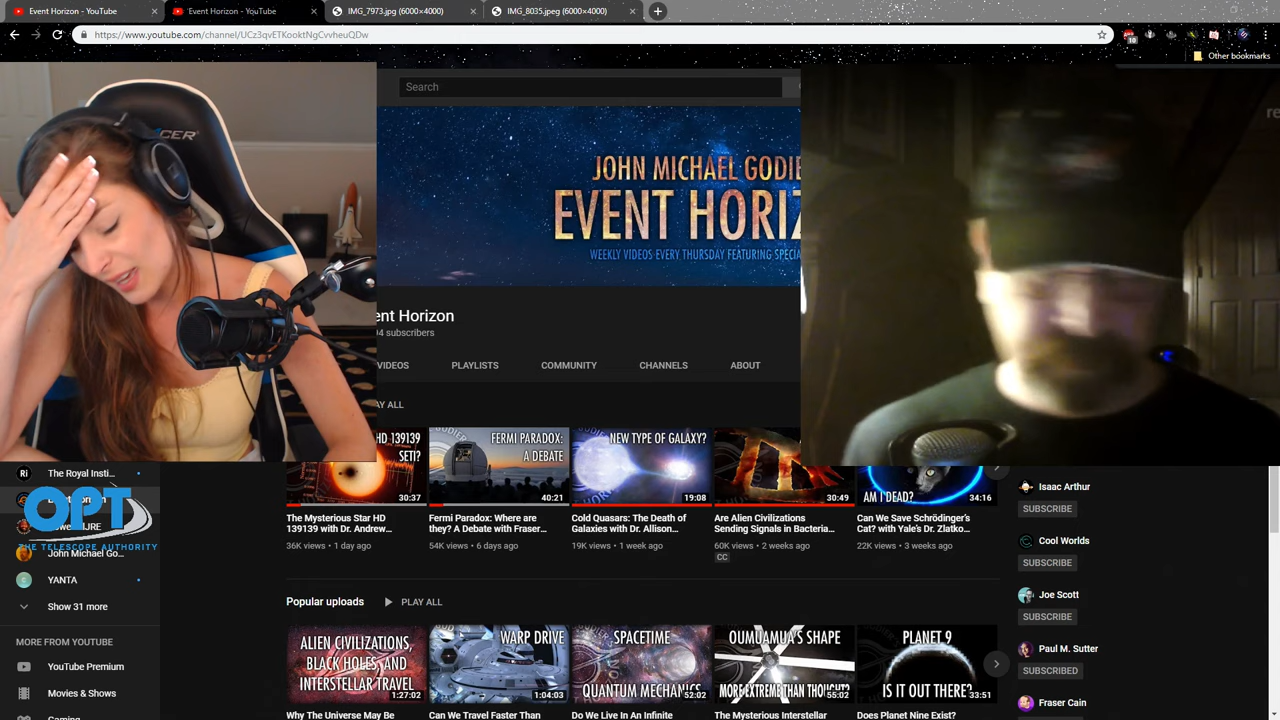 Event Horizon - YouTube
Event Horizon - YouTube
IMG_7973.jpg (6000×4000)
IMG_8035.jpeg (6000×4000)
https://www.youtube.com/channel/UCz3qvETKooktNgCvvheuQDw
Other bookmarks
Search
JOHN MICHAEL GODIE
EVENT HORIZ
WEEKLY VIDEOS EVERY THURSDAY FEATURING SPECIA
ent Horizon
94 subscribers
VIDEOS
PLAYLISTS
COMMUNITY
CHANNELS
ABOUT
AY ALL
HD 139139
SETI?
30:37
FERMI PARADOX:
A DEBATE
40:21
NEW TYPE OF GALAXY?
19:08
30:49
AM I DEAD?
34:16
The Mysterious Star HD
139139 with Dr. Andrew...
36K views • 1 day ago
Fermi Paradox: Where are
they? A Debate with Fraser...
54K views • 6 days ago
Cold Quasars: The Death of
Galaxies with Dr. Allison...
19K views • 1 week ago
Are Alien Civilizations
Sending Signals in Bacteria...
60K views • 2 weeks ago
CC
Can We Save Schrödinger's
Cat? with Yale's Dr. Zlatko...
22K views • 3 weeks ago
The Royal Insti...
OPT
THE TELESCOPE AUTHORITY
John Michael Go...
YANTA
Show 31 more
MORE FROM YOUTUBE
YouTube Premium
Movies & Shows
Gaming
Popular uploads
PLAY ALL
ALIEN CIVILIZATIONS,
BLACK HOLES, AND
INTERSTELLAR TRAVEL
1:27:02
WARP DRIVE
1:04:03
SPACETIME
QUANTUM MECHANICS
52:02
OUMUAMUA'S SHAPE
MORE EXTREME THAN THOUGHT?
55:02
PLANET 9
IS IT OUT THERE?
33:51
Why The Universe May Be
Can We Travel Faster Than
Do We Live In An Infinite
The Mysterious Interstellar
Does Planet Nine Exist?
Isaac Arthur
SUBSCRIBE
Cool Worlds
SUBSCRIBE
Joe Scott
SUBSCRIBE
Paul M. Sutter
SUBSCRIBED
Fraser Cain